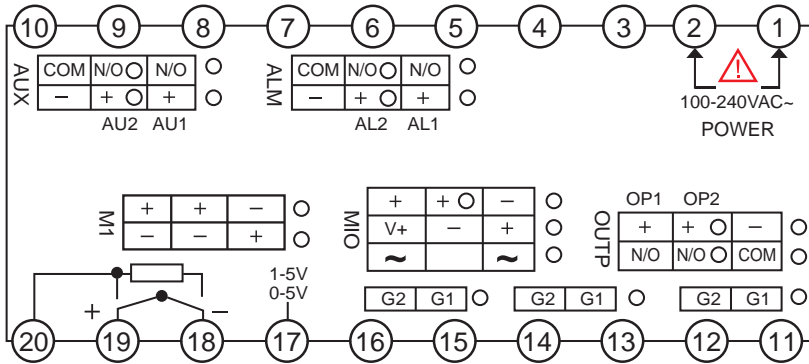 10 9 8 7 6 5 4 3 2 1
AUX
COM N/O N/O
− + +
AU2 AU1
ALM
COM N/O N/O
− + +
AL2 AL1
!
100-240VAC~
POWER
M1
+ + −
− − +
MIO
+ + −
V+ − +
~ ~
OP1 OP2
OUTP
+ + −
N/O N/O COM
1-5V
0-5V
+ −
G2 G1
G2 G1
G2 G1
20 19 18 17 16 15 14 13 12 11